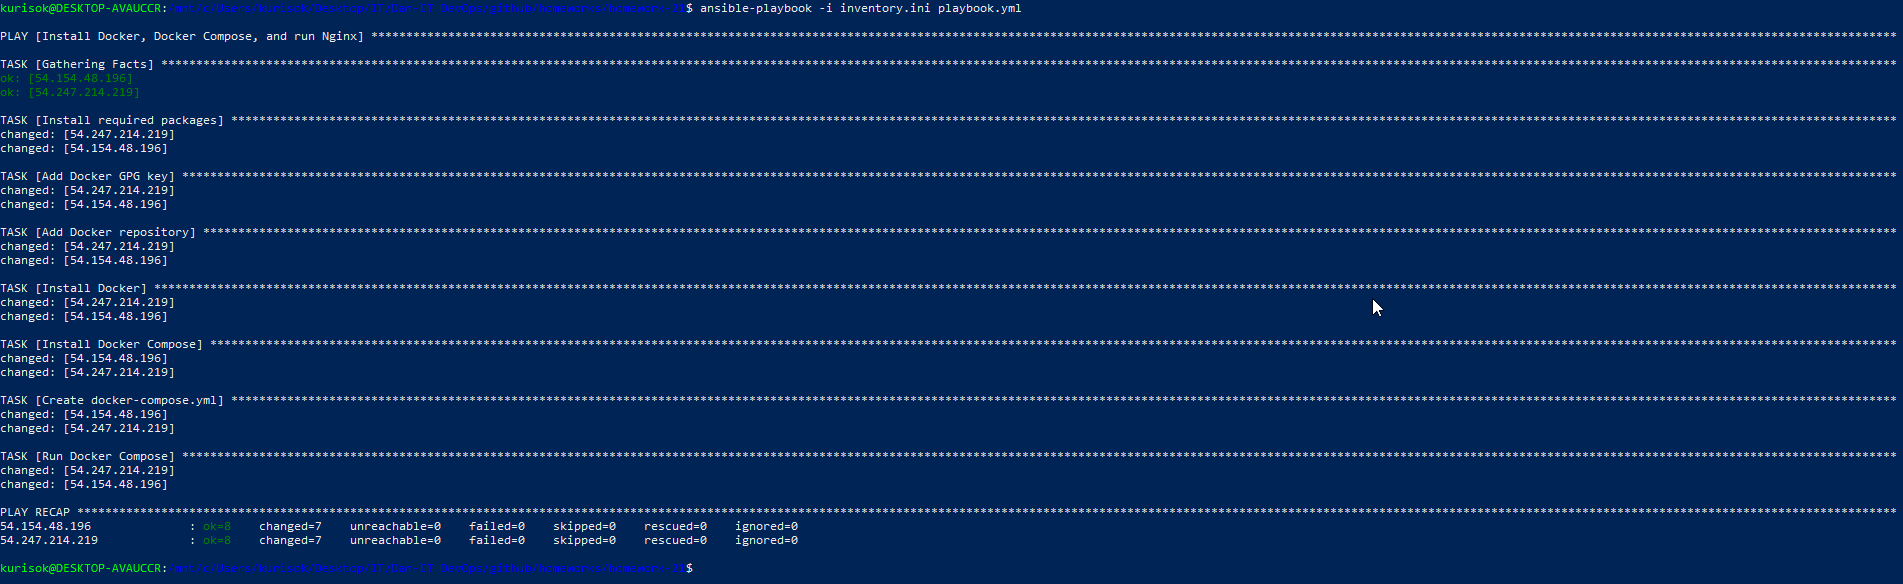 kurisok@DESKTOP-AVAUCCR:$ ansible-playbook -i inventory.ini playbook.yml
PLAY [Install Docker, Docker Compose, and run Nginx] ****
TASK [Gathering Facts] ****
ok: [54.154.48.196]
ok: [54.247.214.219]
TASK [Install required packages] ****
changed: [54.247.214.219]
changed: [54.154.48.196]
TASK [Add Docker GPG key] ****
changed: [54.247.214.219]
changed: [54.154.48.196]
TASK [Add Docker repository] ****
changed: [54.247.214.219]
changed: [54.154.48.196]
TASK [Install Docker] ****
changed: [54.247.214.219]
changed: [54.154.48.196]
TASK [Install Docker Compose] ****
changed: [54.154.48.196]
changed: [54.247.214.219]
TASK [Create docker-compose.yml] ****
changed: [54.154.48.196]
changed: [54.247.214.219]
TASK [Run Docker Compose] ****
changed: [54.247.214.219]
changed: [54.154.48.196]
PLAY RECAP ****
54.154.48.196 : ok=8 changed=7 unreachable=0 failed=0 skipped=0 rescued=0 ignored=0
54.247.214.219 : ok=8 changed=7 unreachable=0 failed=0 skipped=0 rescued=0 ignored=0
kurisok@DESKTOP-AVAUCCR:$